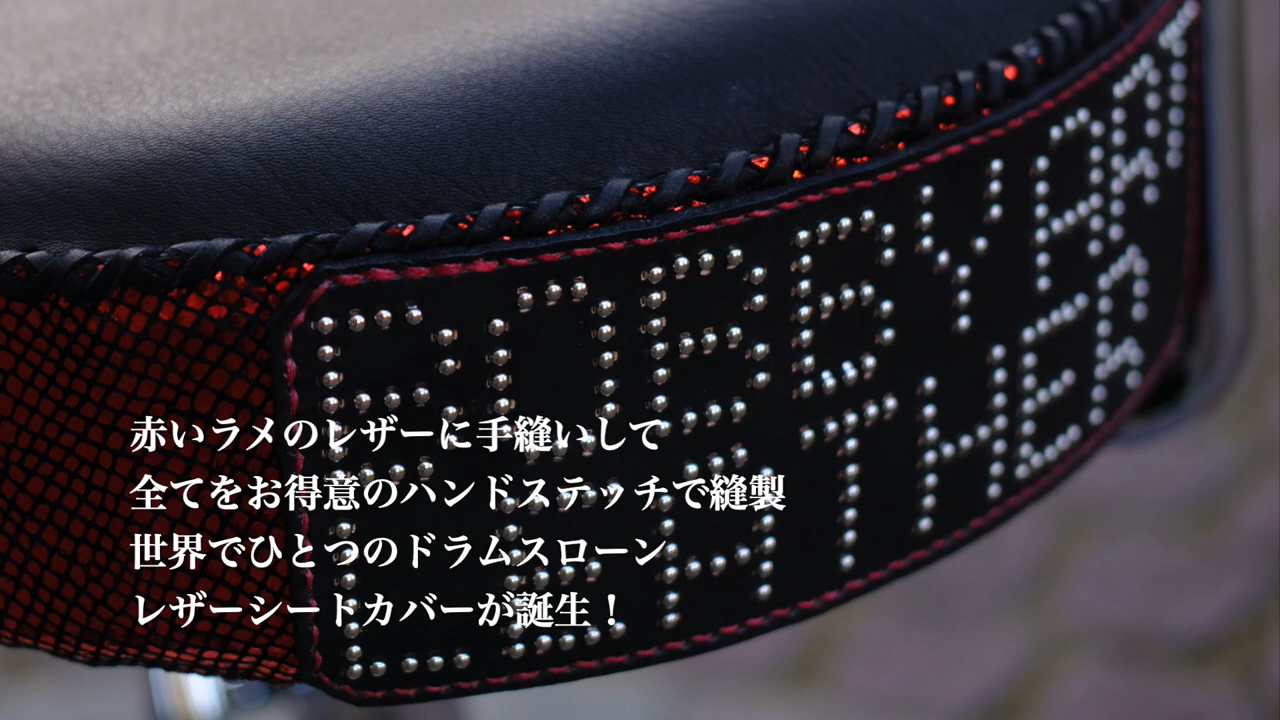 BOBBY ART
LEATHER
赤いラメのレザーに手縫いして
全てをお得意のハンドステッチで縫製
世界でひとつのドラムスローン
レザーシートカバーが誕生！